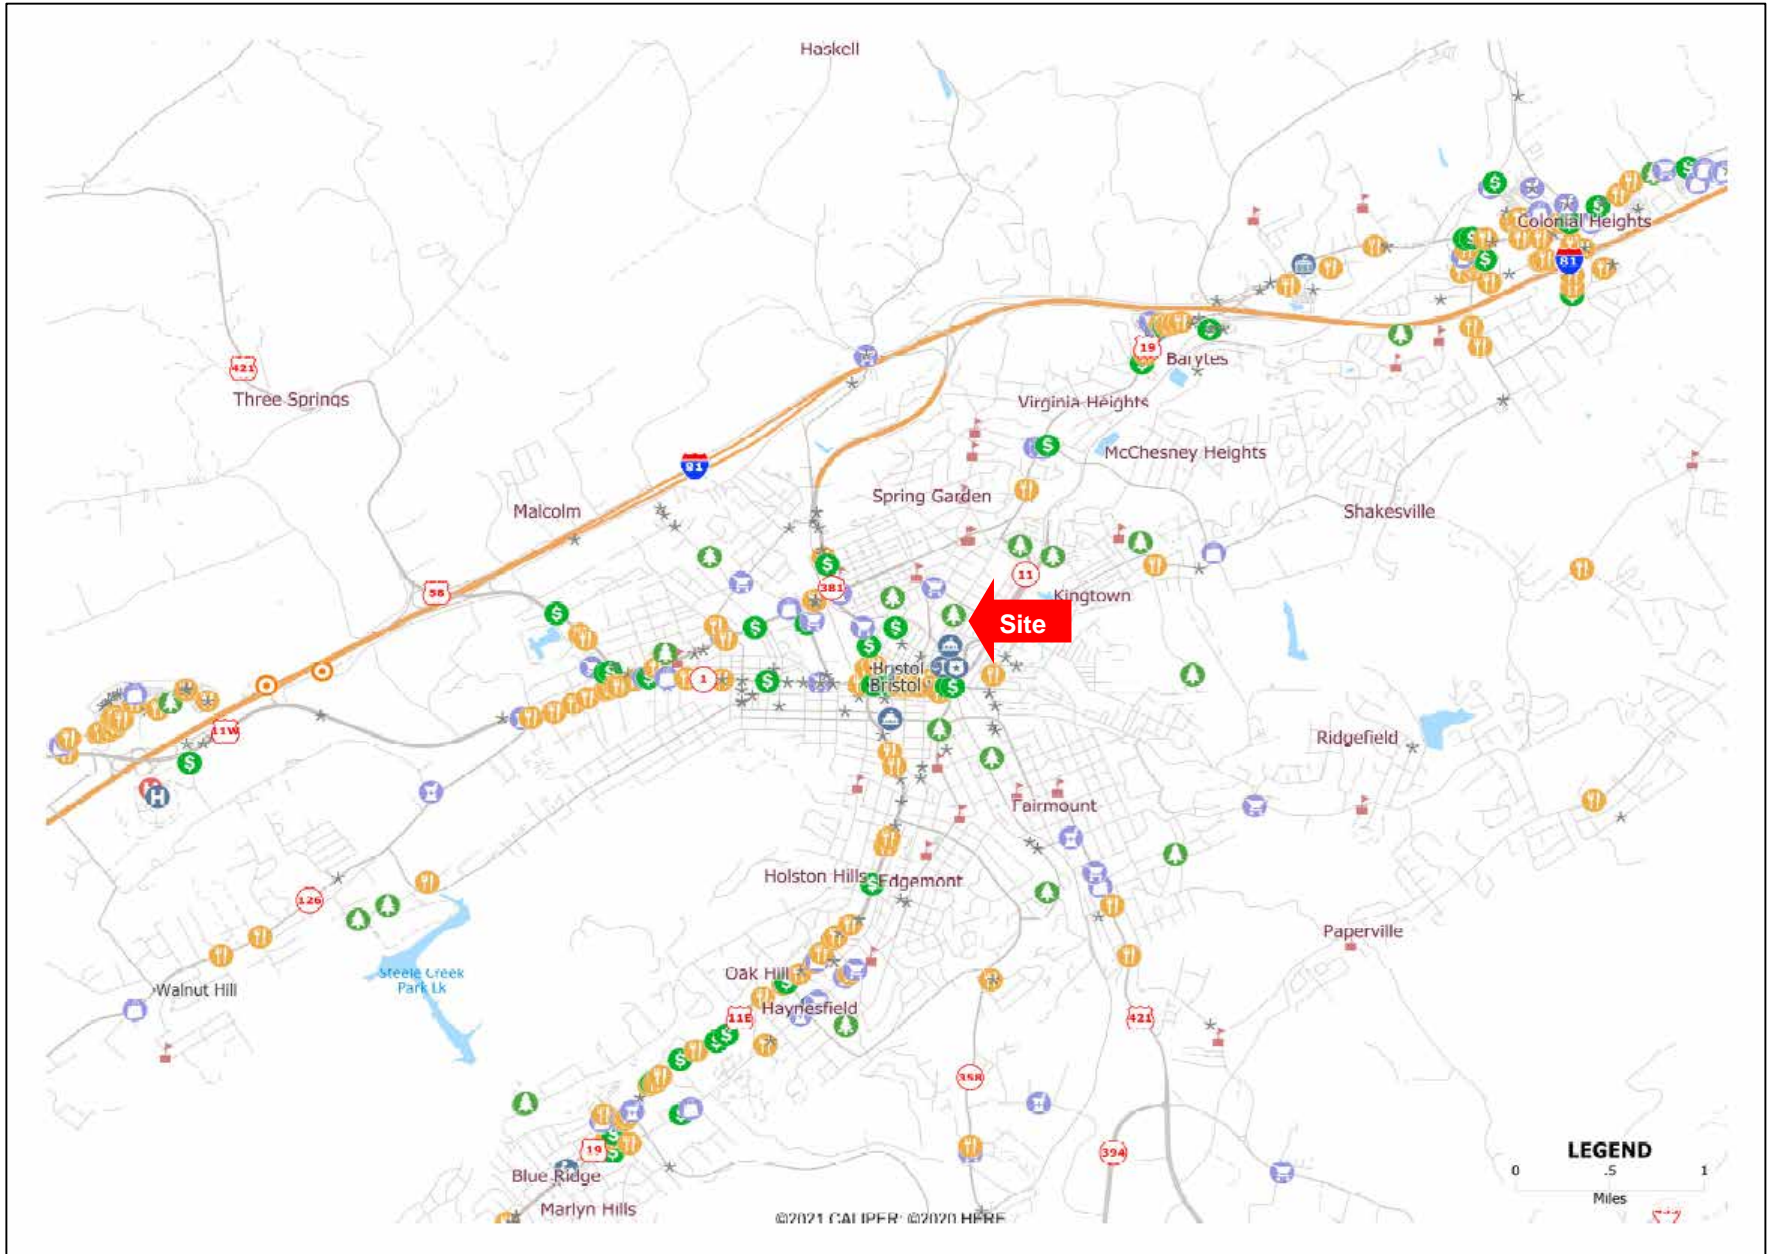 Haskell
Colonial Heights
81
19
Barytes
421
Three Springs
Virginia Heights
McChesney Heights
81
Spring Garden
Malcolm
Shakesville
11
58
381
Kingtown
Site
Bristol
Bristol
1
11W
Ridgefield
H
Fairmount
Holston Hills
Edgemont
126
Paperville
Steele Creek
Park Lk
Oak Hill
Walnut Hill
Haynesfield
11E
421
358
19
394
LEGEND
0 .5 1
Miles
Blue Ridge
Marlyn Hills
©2021 CALIPER; ©2020 HERE